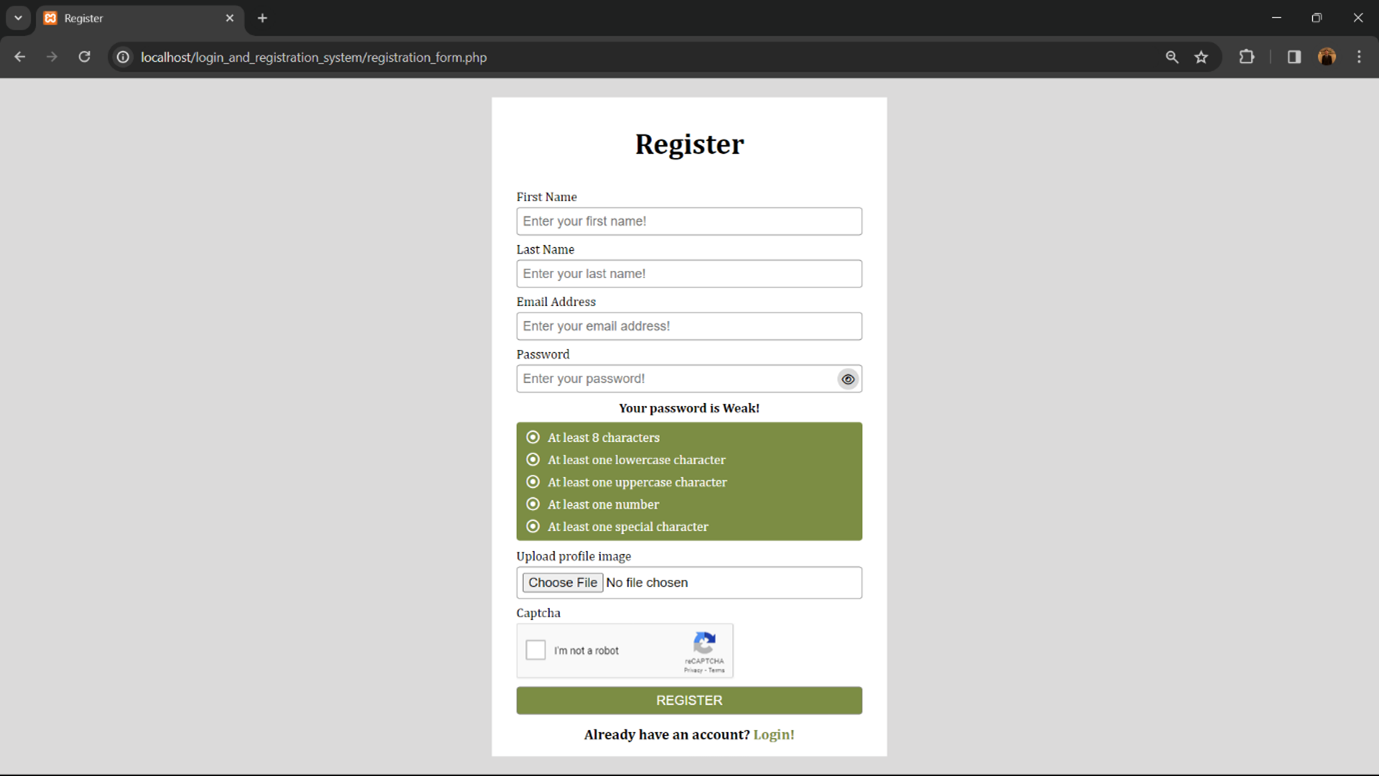 Register
localhost/login_and_registration_system/registration_form.php
Register
First Name
Enter your first name!
Last Name
Enter your last name!
Email Address
Enter your email address!
Password
Enter your password!
Your password is Weak!
At least 8 characters
At least one lowercase character
At least one uppercase character
At least one number
At least one special character
Upload profile image
Choose File No file chosen
Captcha
I'm not a robot
reCAPTCHA
Privacy - Terms
REGISTER
Already have an account? Login!